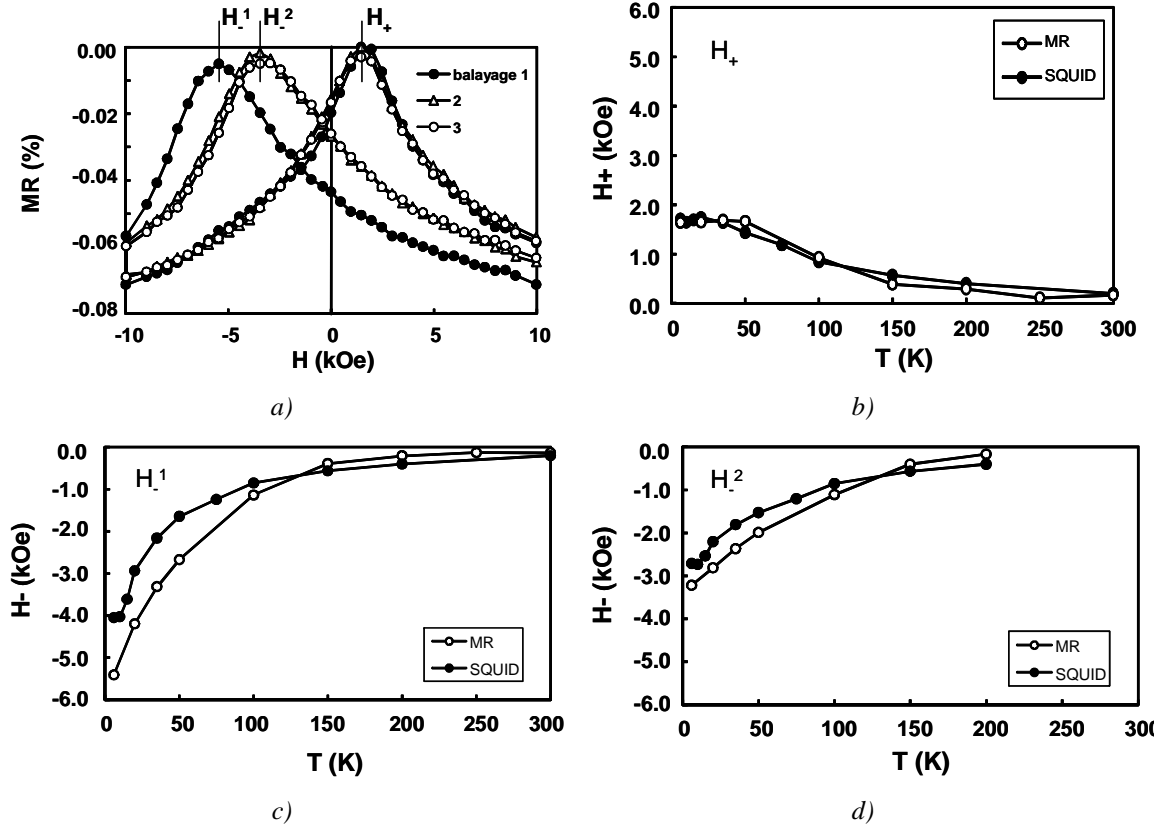 H-1 H-2 H+
0.00
-0.02
-0.04
-0.06
-0.08
MR (%)
balayage 1
2
3
-10 -5 0 5 10
H (kOe)
a)
6.0
5.0
4.0
3.0
2.0
1.0
0.0
H+ (kOe)
H+
MR
SQUID
0 50 100 150 200 250 300
T (K)
b)
0.0
-1.0
-2.0
-3.0
-4.0
-5.0
-6.0
H- (kOe)
H-1
MR
SQUID
0 50 100 150 200 250 300
T (K)
c)
0.0
-1.0
-2.0
-3.0
-4.0
-5.0
-6.0
H- (kOe)
H-2
MR
SQUID
0 50 100 150 200 250 300
T (K)
d)